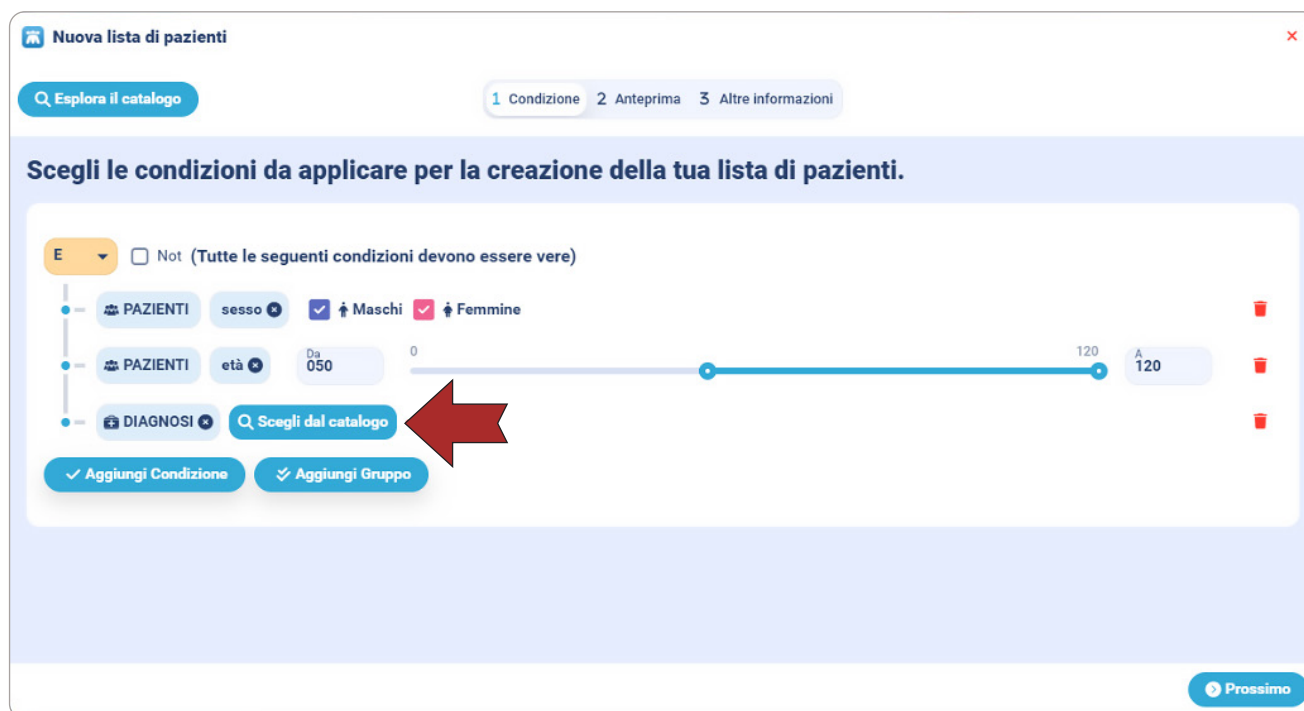 Nuova lista di pazienti
Esplora il catalogo
1 Condizione 2 Anteprima 3 Altre informazioni
Scegli le condizioni da applicare per la creazione della tua lista di pazienti.
E Not (Tutte le seguenti condizioni devono essere vere)
PAZIENTI sesso Maschi Femmine
PAZIENTI età Da 050 0 120 A 120
DIAGNOSI Scegli dal catalogo
Aggiungi Condizione Aggiungi Gruppo
Prossimo